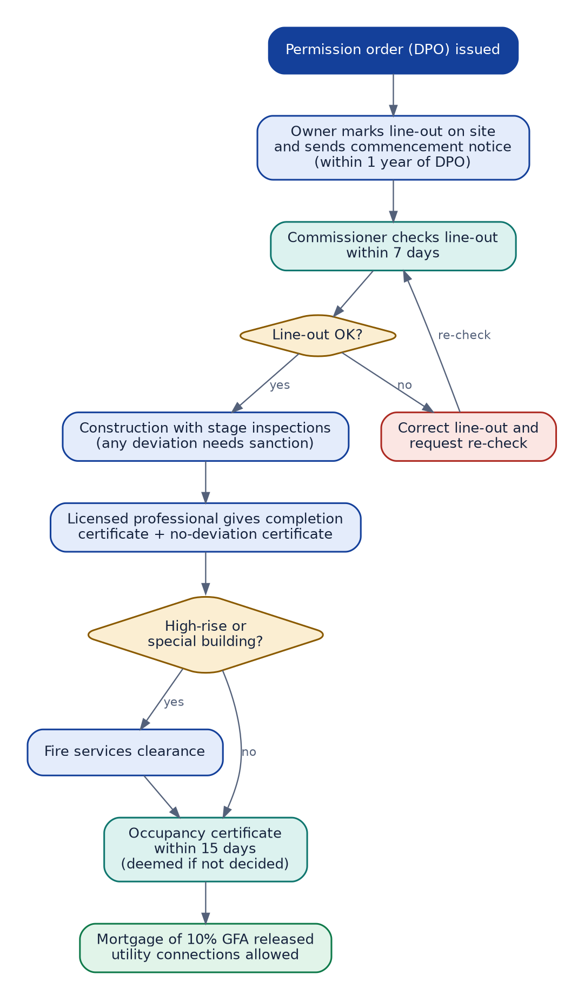 Permission order (DPO) issued
Owner marks line-out on site
and sends commencement notice
(within 1 year of DPO)
Commissioner checks line-out
within 7 days
Line-out OK?
re-check
yes
no
Construction with stage inspections
(any deviation needs sanction)
Correct line-out and
request re-check
Licensed professional gives completion
certificate + no-deviation certificate
High-rise or
special building?
yes
Fire services clearance
no
Occupancy certificate
within 15 days
(deemed if not decided)
Mortgage of 10% GFA released
utility connections allowed